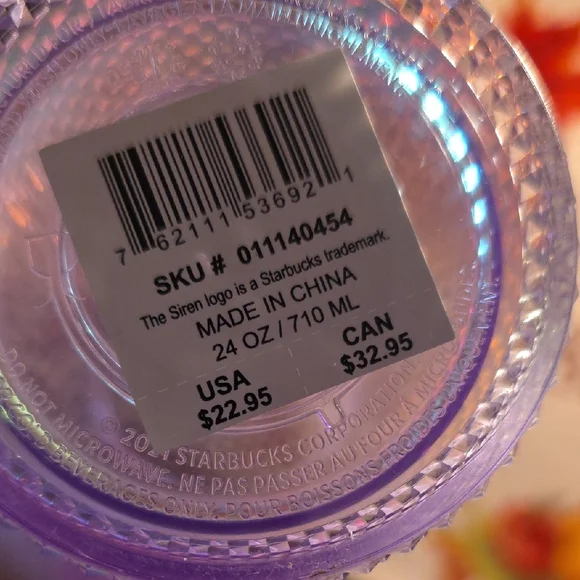 7 62111 53692 1
SKU # 011140454
The Siren logo is a Starbucks trademark.
MADE IN CHINA
24 OZ / 710 ML
USA CAN
$22.95 $32.95
© 2021 STARBUCKS CORPORATION
DO NOT MICROWAVE. NE PAS PASSER AU FOUR À MICRO
COLD BEVERAGES ONLY. POUR BOISSONS FROIDES